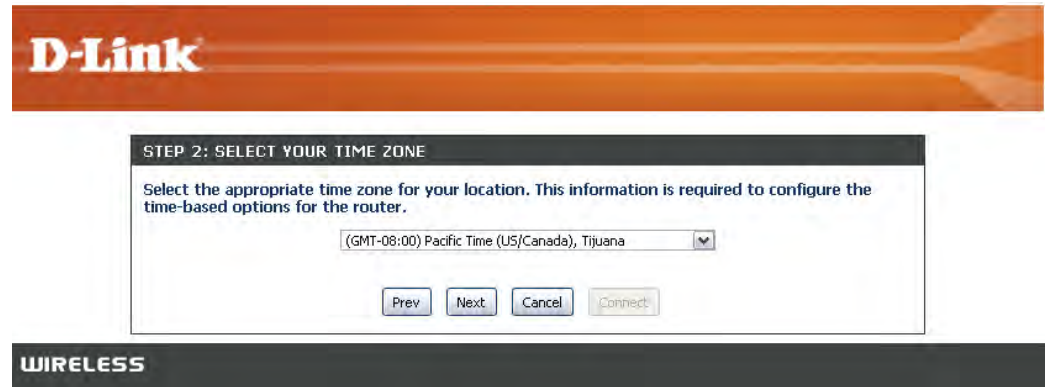 D-Link
STEP 2: SELECT YOUR TIME ZONE
Select the appropriate time zone for your location. This information is required to configure the
time-based options for the router.
(GMT-08:00) Pacific Time (US/Canada), Tijuana
Prev Next Cancel Connect
WIRELESS